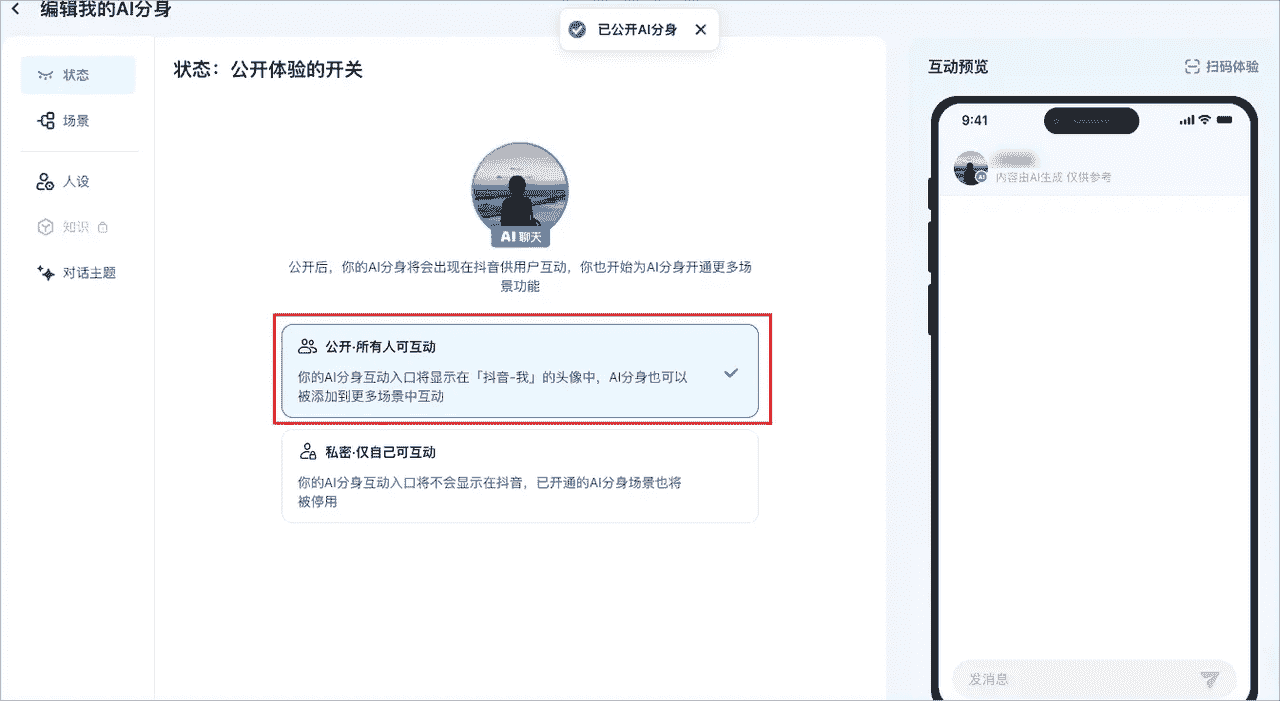 编辑我的AI分身
已公开AI分身
状态
场景
人设
知识
对话主题
状态：公开体验的开关
AI 聊天
公开后，你的AI分身将会出现在抖音供用户互动，你也开始为AI分身开通更多场
景功能
公开·所有人可互动
你的AI分身互动入口将显示在「抖音-我」的头像中，AI分身也可以
被添加到更多场景中互动
私密·仅自己可互动
你的AI分身互动入口将不会显示在抖音，已开通的AI分身场景也将
被停用
互动预览
扫码体验
9:41
AI
内容由AI生成 仅供参考
发消息